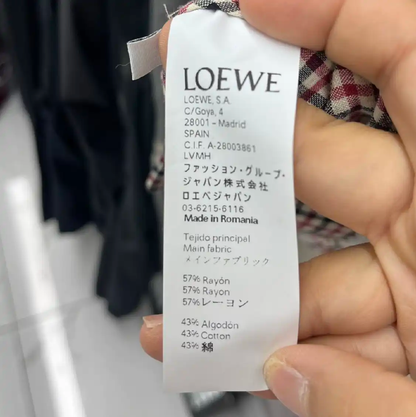 LOEWE
LOEWE, S.A.
C/Goya, 4
28001 – Madrid
SPAIN
C.I.F. A-28003861
LVMH
ファッション・グループ・
ジャパン株式会社
ロエベジャパン
03-6215-6116
Made in Romania
Tejido principal
Main fabric
メインファブリック
57% Rayón
57% Rayon
57% レーヨン
43% Algodón
43% Cotton
43% 綿